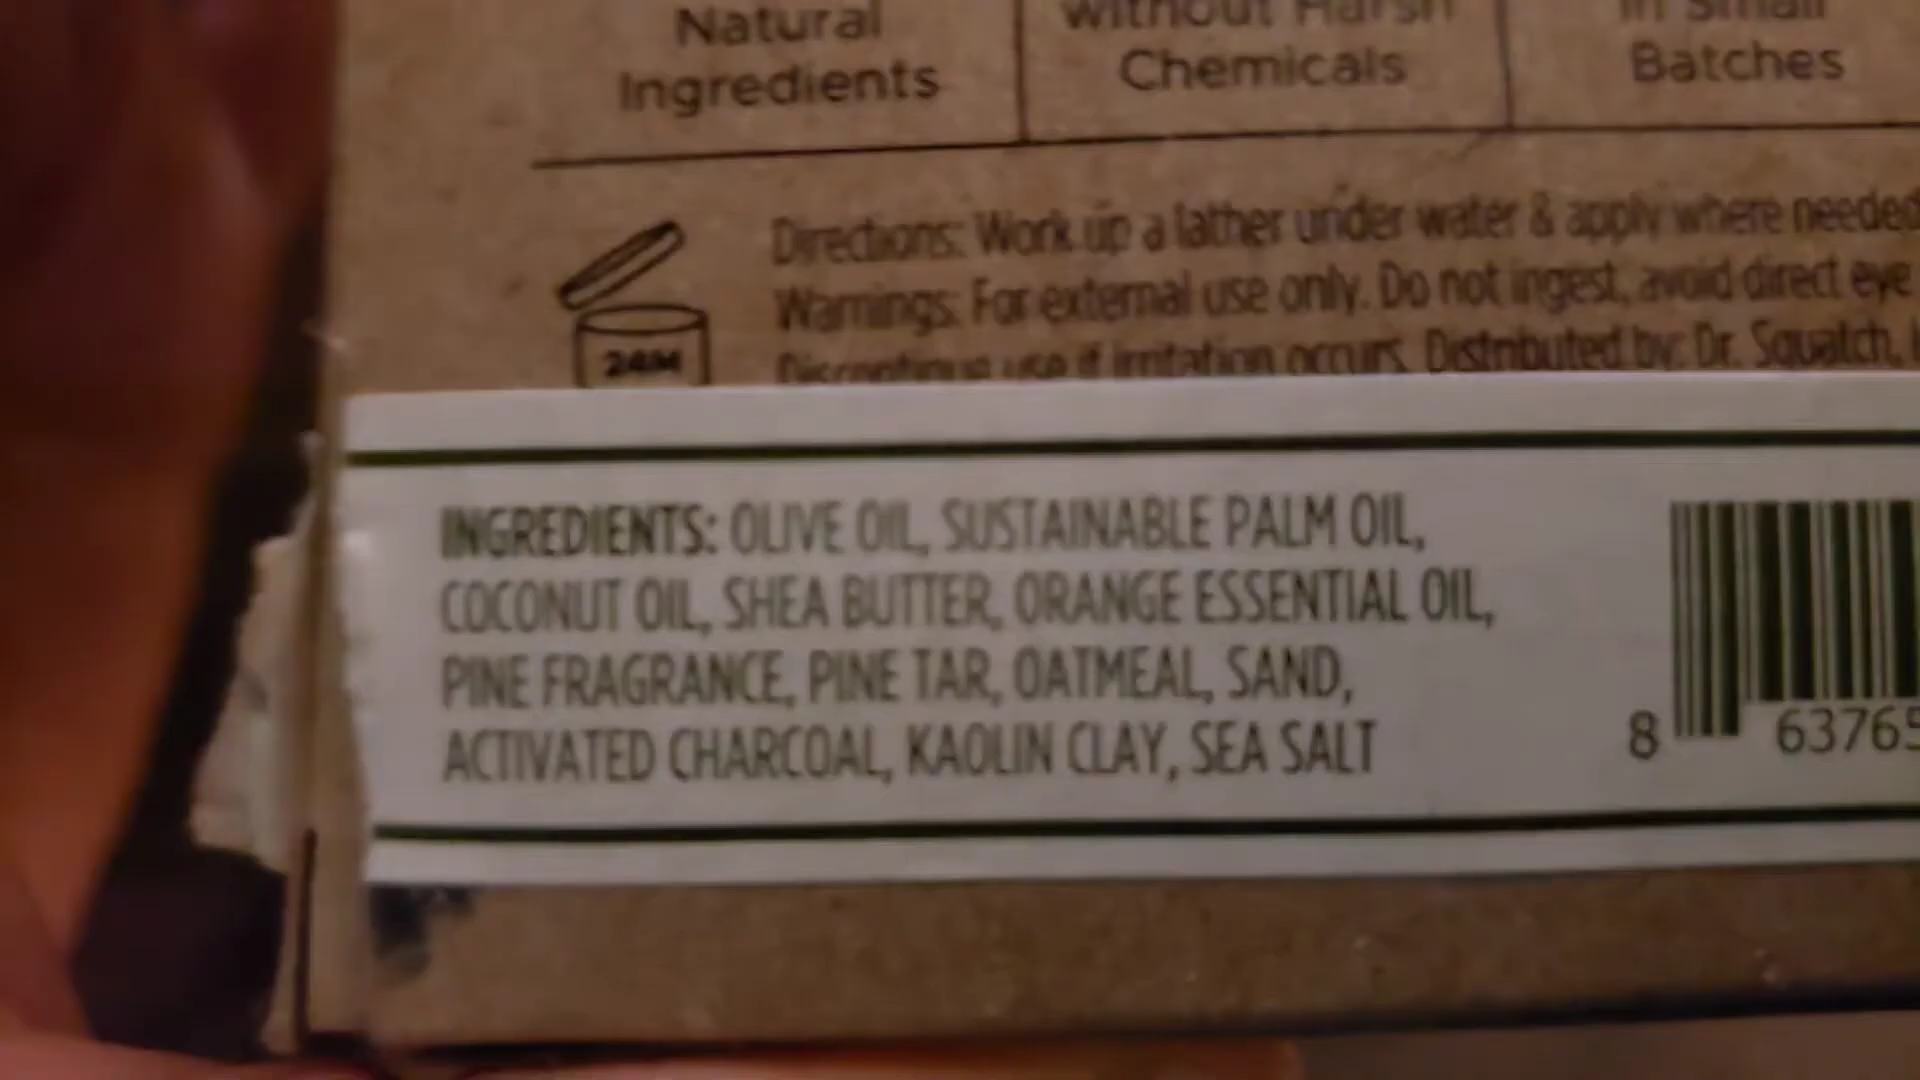 Natural
Ingredients
without Harsh
Chemicals
in Small
Batches
Directions: Work up a lather under water & apply where needed
Warnings: For external use only. Do not ingest, avoid direct eye
Discontinue use if irritation occurs. Distributed by: Dr. Squatch,
24M
INGREDIENTS: OLIVE OIL, SUSTAINABLE PALM OIL,
COCONUT OIL, SHEA BUTTER, ORANGE ESSENTIAL OIL,
PINE FRAGRANCE, PINE TAR, OATMEAL, SAND,
ACTIVATED CHARCOAL, KAOLIN CLAY, SEA SALT
8 63765